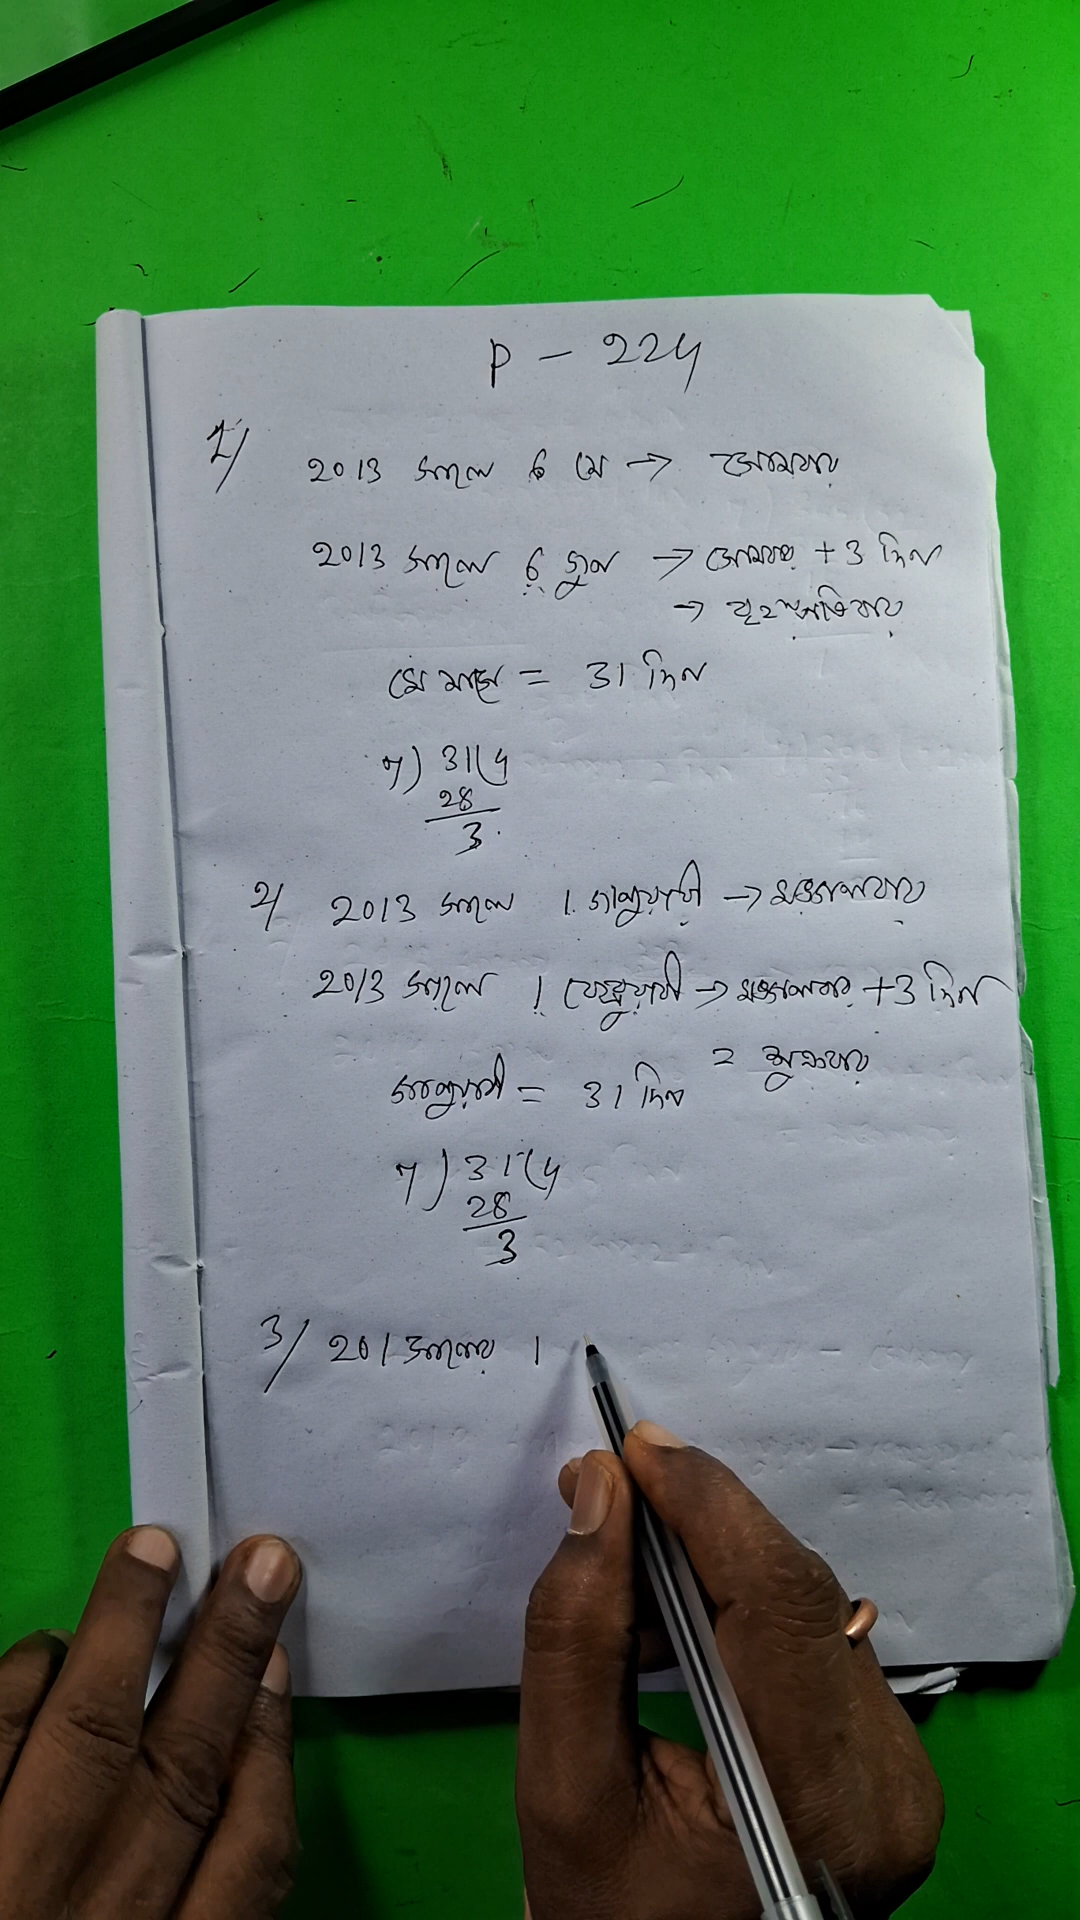 P - 224
1/ 2013 সালে 6 মে → সোমবার
2013 সালে 6 জুন → সোমবার + 3 দিন
→ বৃহস্পতিবার
মে মাসে = 31 দিন
7) 31(4
28
3
2/ 2013 সালে 1 জানুয়ারী → মঙ্গলবার
2013 সালে 1 ফেব্রুয়ারী → মঙ্গলবার + 3 দিন
= শুক্রবার
জানুয়ারী = 31 দিন
7) 31(4
28
3
3/ 2013 সালের 1